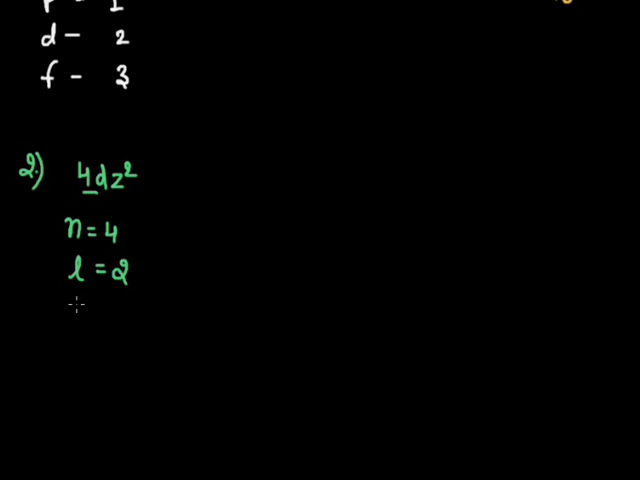 d - 2
f - 3
2) 4dz²
n = 4
l = 2